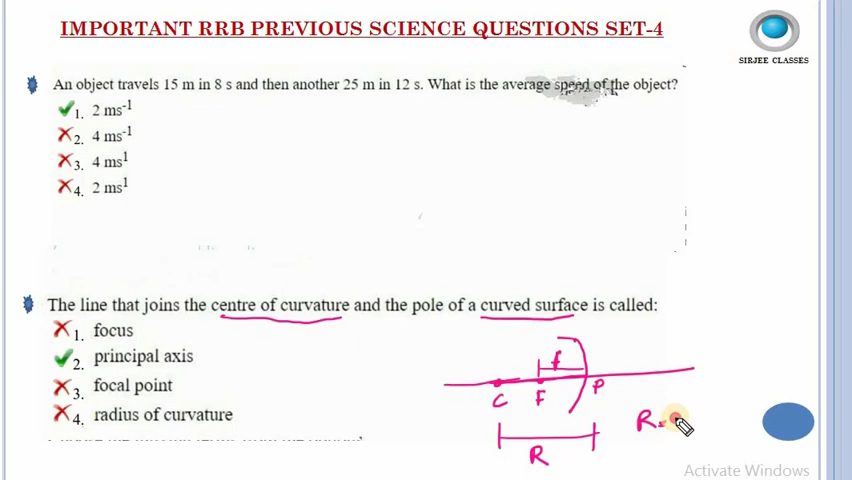 IMPORTANT RRB PREVIOUS SCIENCE QUESTIONS SET-4
SIRJEE CLASSES
An object travels 15 m in 8 s and then another 25 m in 12 s. What is the average speed of the object?
1. 2 ms-1
2. 4 ms-1
3. 4 ms1
4. 2 ms1
The line that joins the centre of curvature and the pole of a curved surface is called:
1. focus
2. principal axis
3. focal point
4. radius of curvature
f
C F P
R
R=
Activate Windows